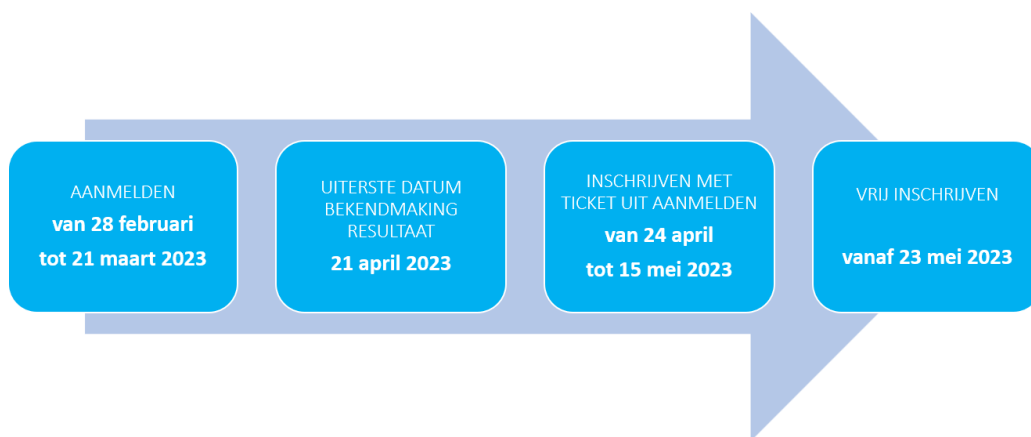 AANMELDEN
van 28 februari
tot 21 maart 2023
UITERSTE DATUM
BEKENDMAKING
RESULTAAT
21 april 2023
INSCHRIJVEN MET
TICKET UIT AANMELDEN
van 24 april
tot 15 mei 2023
VRIJ INSCHRIJVEN
vanaf 23 mei 2023